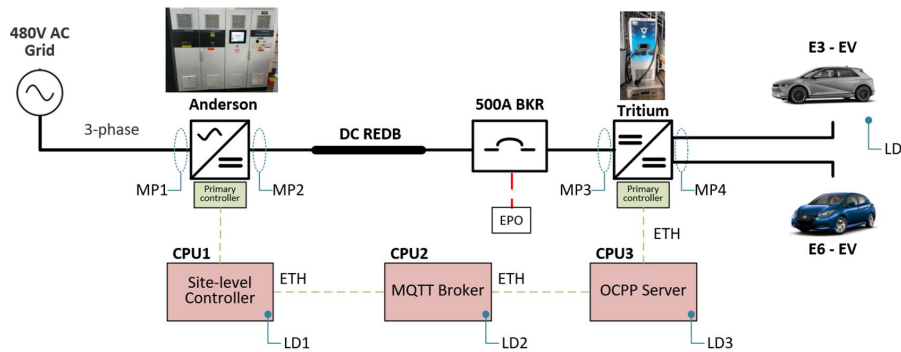 480V AC
Grid
3-phase
Anderson
MP1
MP2
Primary
controller
DC REDB
500A BKR
EPO
Tritium
MP3
MP4
Primary
controller
ETH
E3 - EV
LD
E6 - EV
CPU1
Site-level
Controller
LD1
ETH
CPU2
MQTT Broker
LD2
ETH
CPU3
OCPP Server
LD3